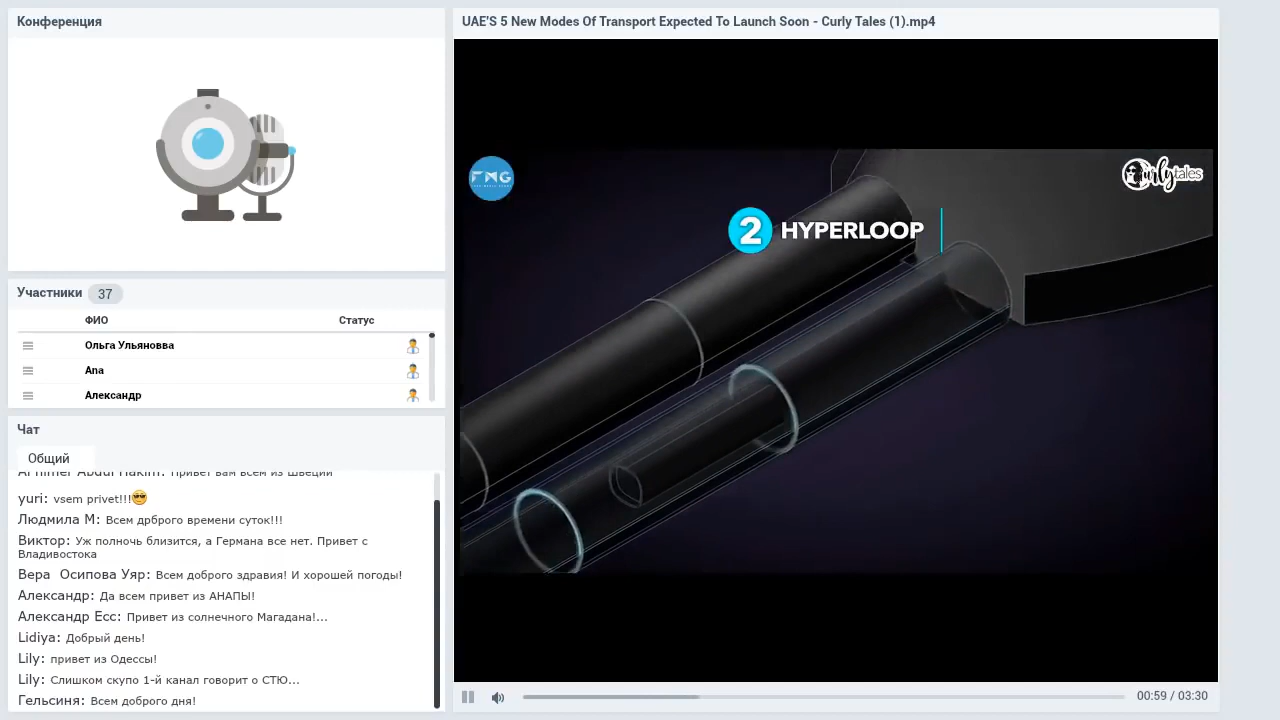 Конференция
UAE'S 5 New Modes Of Transport Expected To Launch Soon - Curly Tales (1).mp4
FMG
Curly tales
2 HYPERLOOP
Участники 37
ФИО Статус
Ольга Ульяновва
Ana
Александр
Чат
Общий
Привет вам всем из Швеции
yuri: vsem privet!!!😎
Людмила М: Всем дрброго времени суток!!!
Виктор: Уж полночь близится, а Германа все нет. Привет с
Владивостока
Вера Осипова Уяр: Всем доброго здравия! И хорошей погоды!
Александр: Да всем привет из АНАПЫ!
Александр Есс: Привет из солнечного Магадана!...
Lidiya: Добрый день!
Lily: привет из Одессы!
Lily: Слишком скупо 1-й канал говорит о СТЮ...
Гельсиня: Всем доброго дня!
00:59 / 03:30